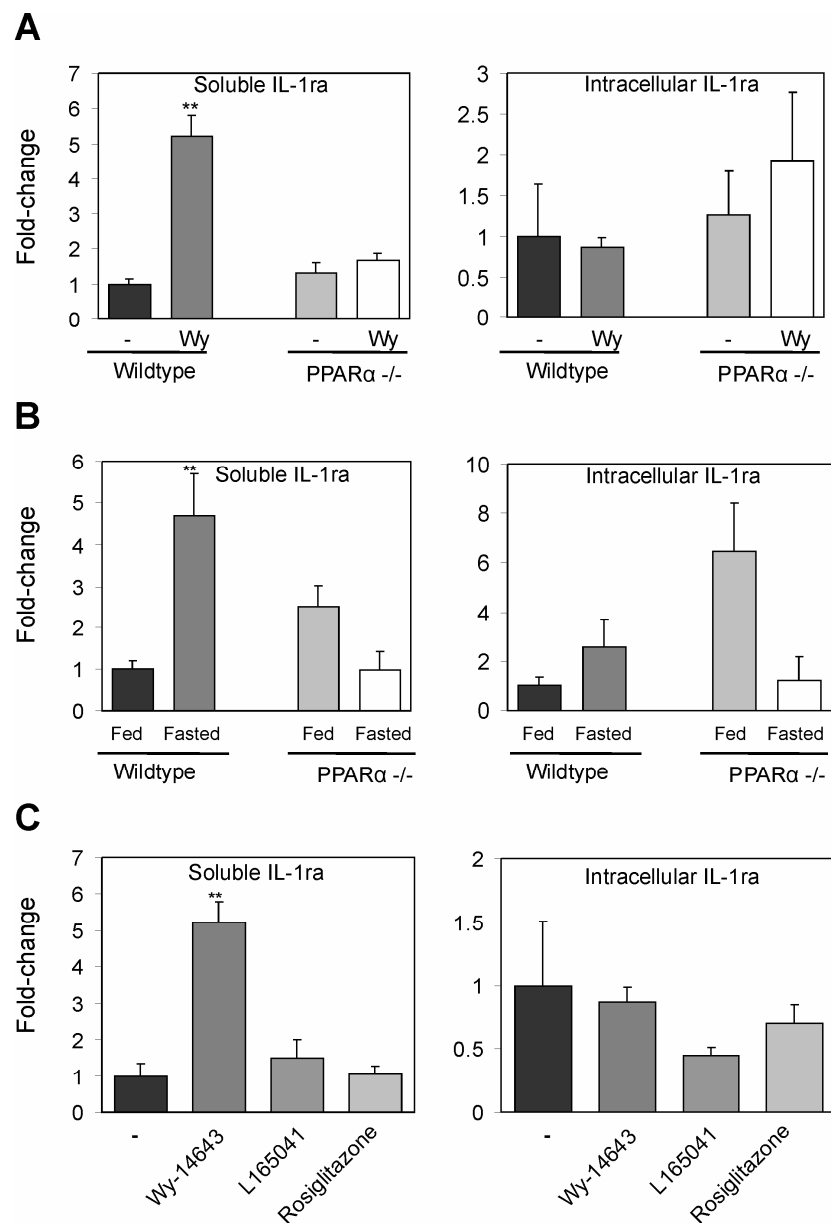 A
Soluble IL-1ra
Fold-change
7
6
5
4
3
2
1
0
**
- Wy - Wy
Wildtype PPARα -/-
Intracellular IL-1ra
3
2.5
2
1.5
1
0.5
0
- Wy - Wy
Wildtype PPARα -/-
B
Soluble IL-1ra
Fold-change
6
5
4
3
2
1
0
**
Fed Fasted Fed Fasted
Wildtype PPARα -/-
Intracellular IL-1ra
10
8
6
4
2
0
Fed Fasted Fed Fasted
Wildtype PPARα -/-
C
Soluble IL-1ra
Fold-change
7
6
5
4
3
2
1
0
**
-
Wy-14643
L165041
Rosiglitazone
Intracellular IL-1ra
2
1.5
1
0.5
0
-
Wy-14643
L165041
Rosiglitazone